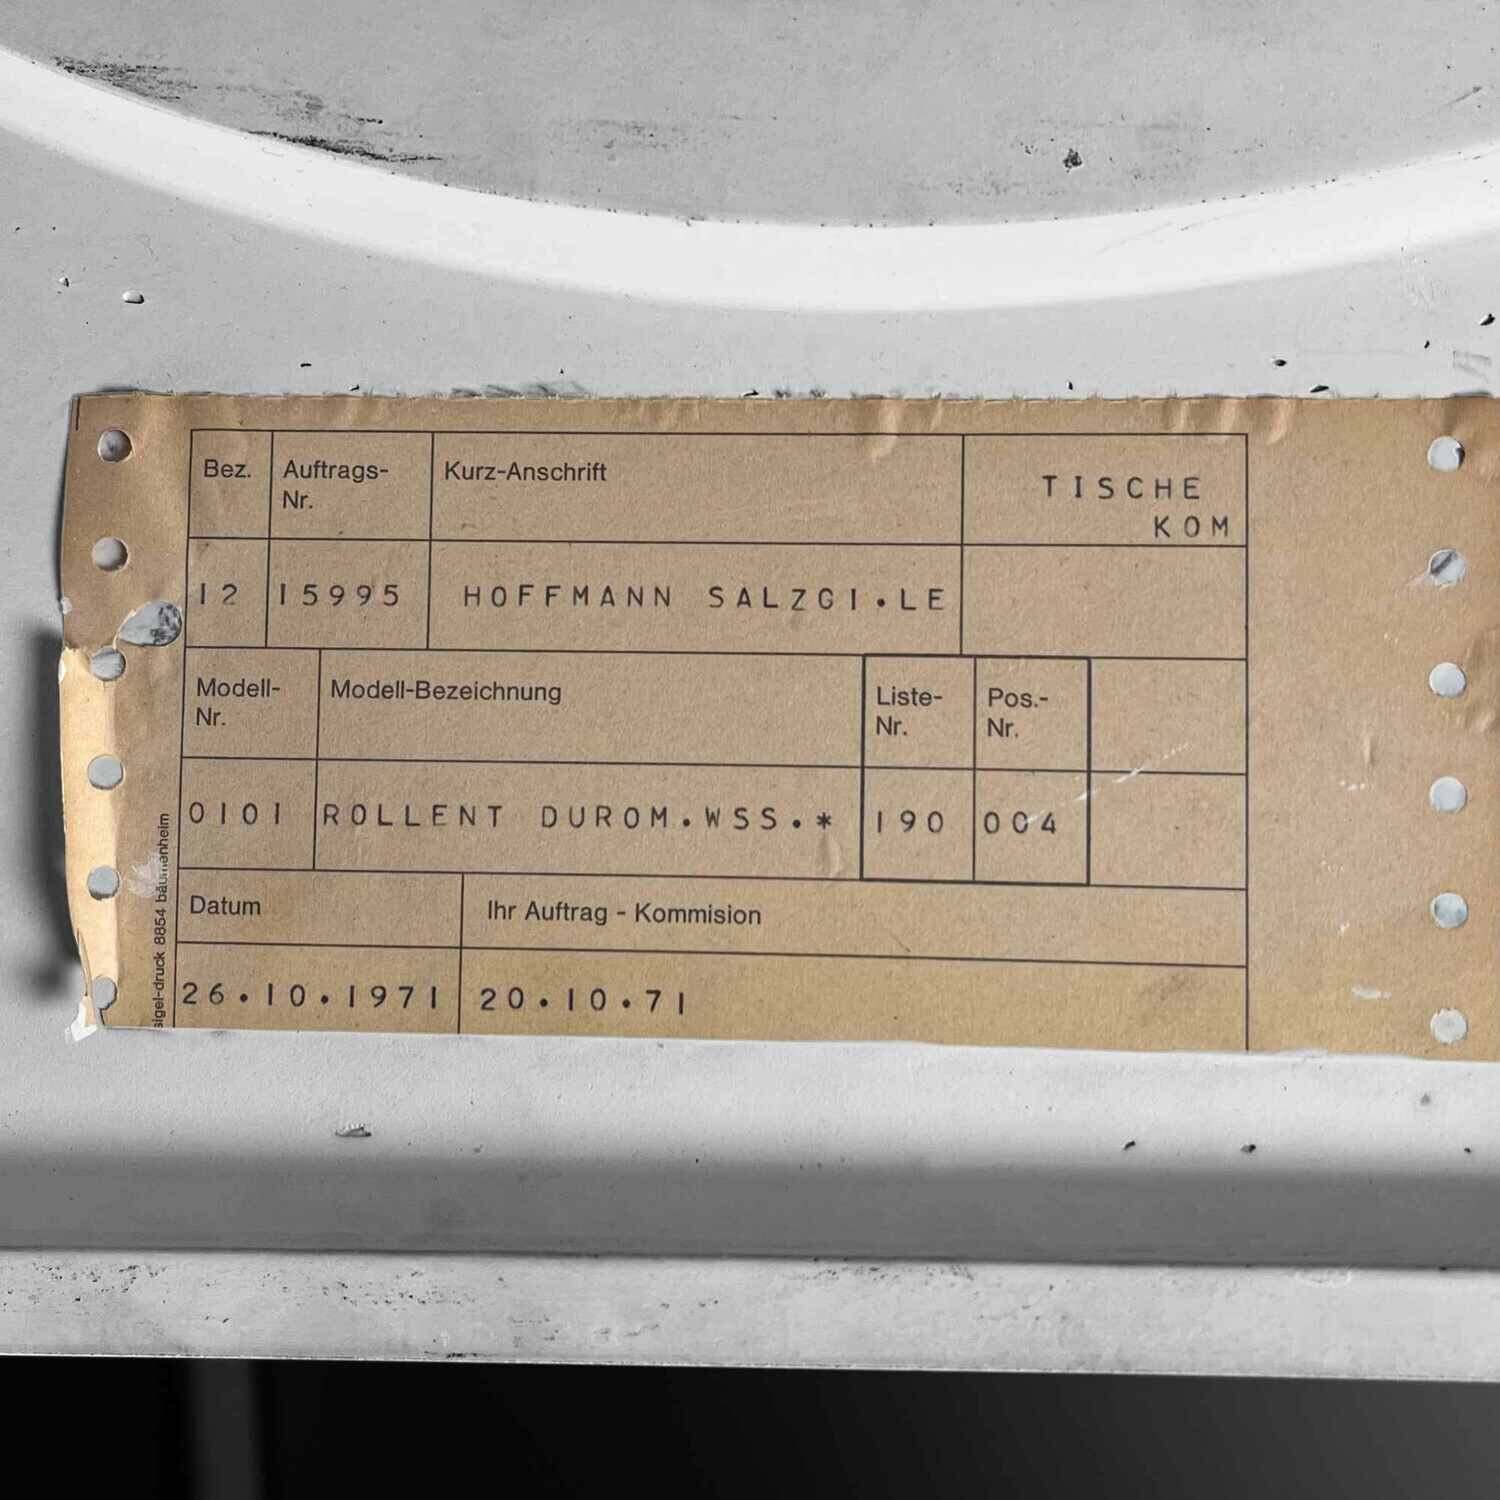 Bez. Auftrags-Nr. Kurz-Anschrift TISCHE KOM
12 15995 HOFFMANN SALZGI.LE
Modell-Nr. Modell-Bezeichnung Liste-Nr. Pos.-Nr.
0101 ROLLENT DUROM.WSS.* 190 004
Datum Ihr Auftrag - Kommision
26.10.1971 20.10.71
sigel-druck 8854 bäumenheim